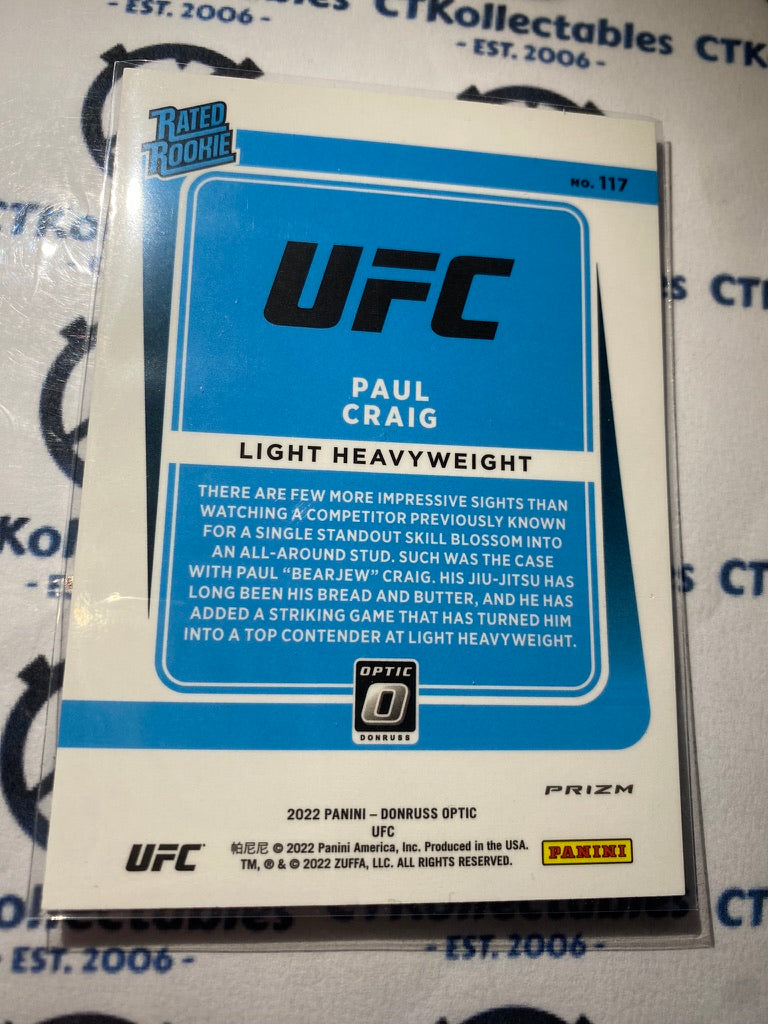 - EST. 2006 -
CTKollectables
- EST. 2006 -
CTK
RATED
ROOKIE
NO. 117
UFC
PAUL
CRAIG
LIGHT HEAVYWEIGHT
THERE ARE FEW MORE IMPRESSIVE SIGHTS THAN
WATCHING A COMPETITOR PREVIOUSLY KNOWN
FOR A SINGLE STANDOUT SKILL BLOSSOM INTO
AN ALL-AROUND STUD. SUCH WAS THE CASE
WITH PAUL “BEARJEW” CRAIG. HIS JIU-JITSU HAS
LONG BEEN HIS BREAD AND BUTTER, AND HE HAS
ADDED A STRIKING GAME THAT HAS TURNED HIM
INTO A TOP CONTENDER AT LIGHT HEAVYWEIGHT.
OPTIC
O
DONRUSS
PRIZM
2022 PANINI – DONRUSS OPTIC
UFC
UFC
帕尼尼 © 2022 Panini America, Inc. Produced in the USA.
TM, ® & © 2022 ZUFFA, LLC. ALL RIGHTS RESERVED.
PANINI
- EST. 2006 -
- EST. 2006 -